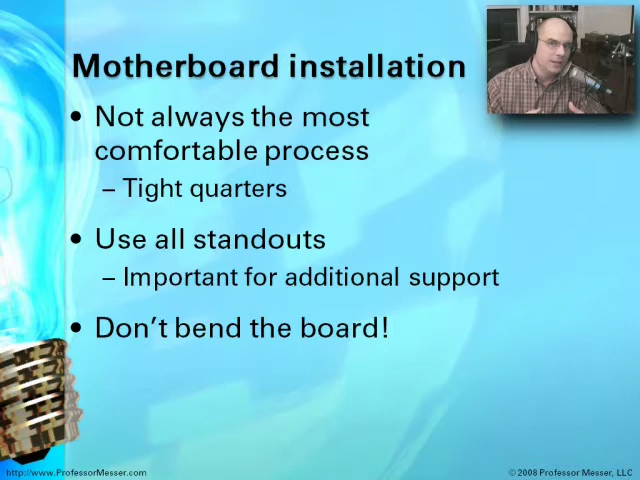 Motherboard installation
• Not always the most
comfortable process
– Tight quarters
• Use all standouts
– Important for additional support
• Don't bend the board!
http://www.ProfessorMesser.com
© 2008 Professor Messer, LLC